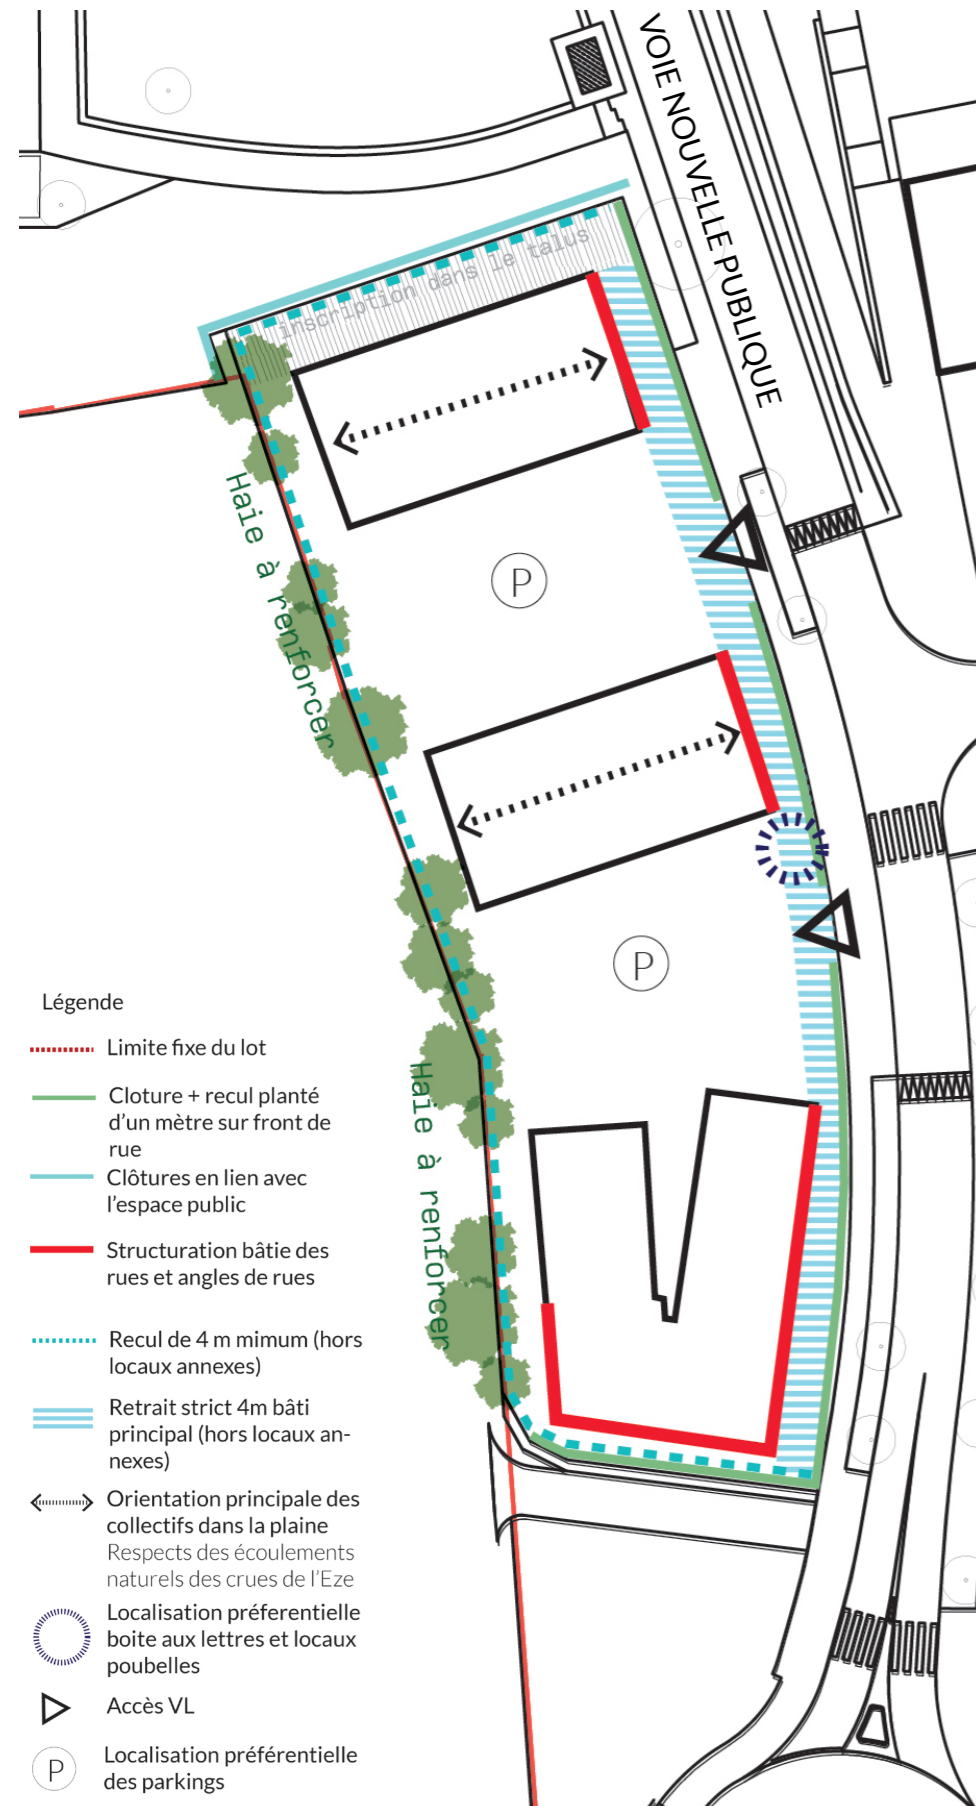 VOIE NOUVELLE PUBLIQUE
inscription dans le talus
Haie à renforcer
P
P
Haie à renforcer
Légende
Limite fixe du lot
Cloture + recul planté
d'un mètre sur front de
rue
Clôtures en lien avec
l'espace public
Structuration bâtie des
rues et angles de rues
Recul de 4 m mimum (hors
locaux annexes)
Retrait strict 4m bâti
principal (hors locaux an-
nexes)
Orientation principale des
collectifs dans la plaine
Respects des écoulements
naturels des crues de l'Eze
Localisation préferentielle
boite aux lettres et locaux
poubelles
Accès VL
P
Localisation préférentielle
des parkings